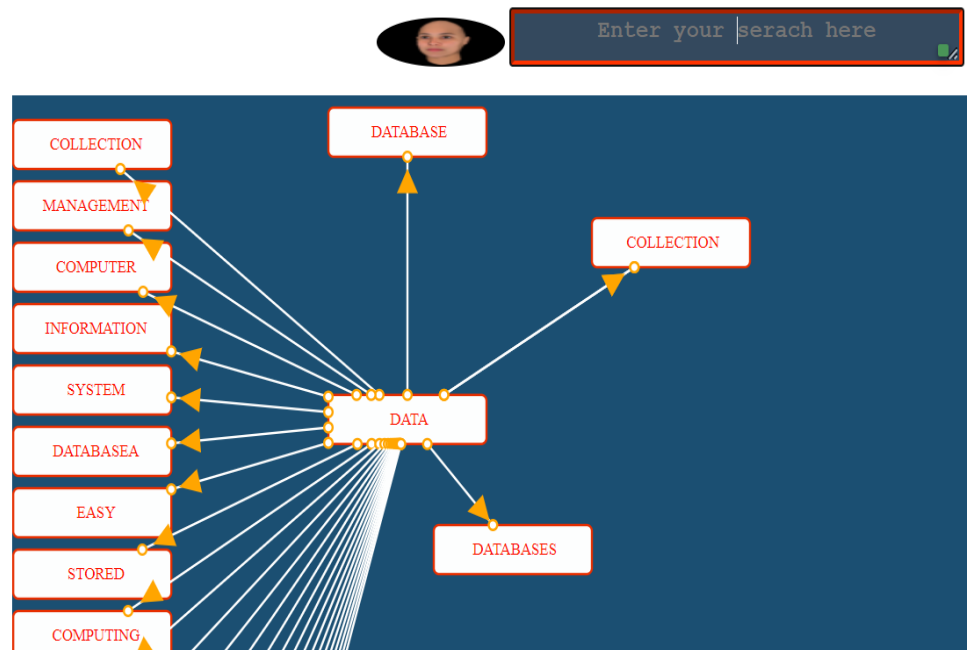 Enter your serach here
COLLECTION
MANAGEMENT
COMPUTER
INFORMATION
SYSTEM
DATABASEA
EASY
STORED
COMPUTING
DATABASE
COLLECTION
DATA
DATABASES